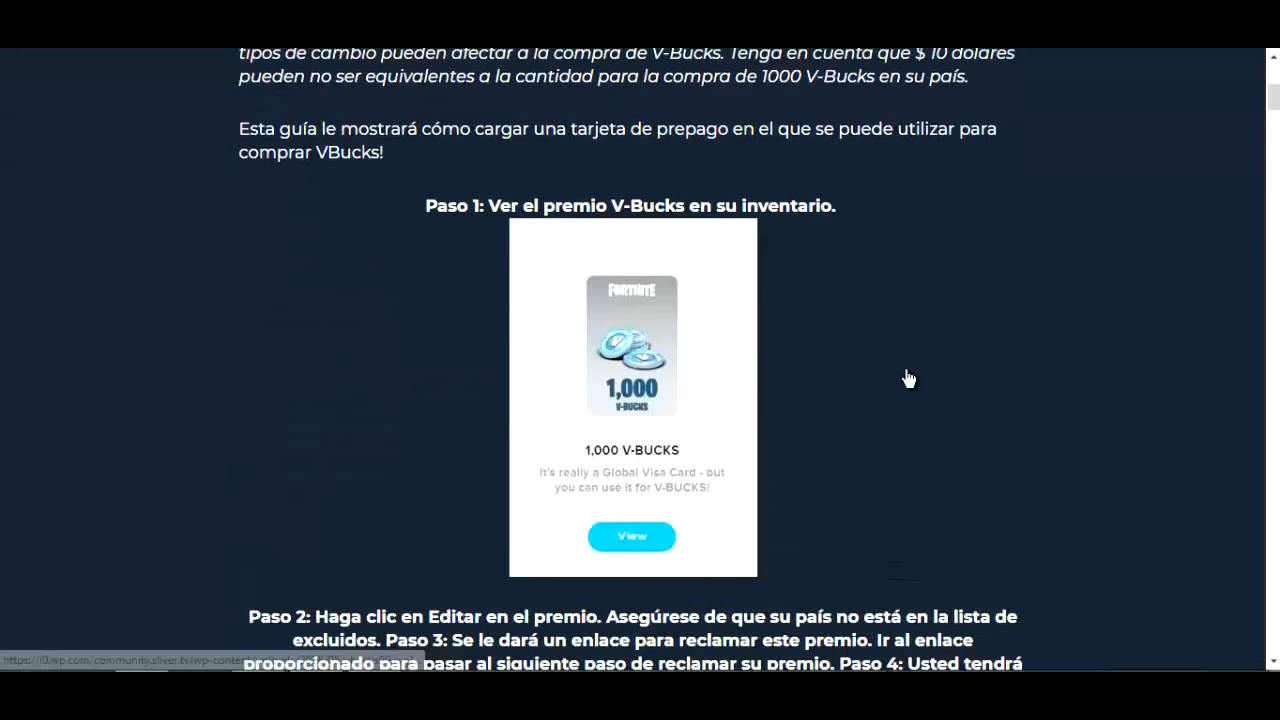 tipos de cambio pueden afectar a la compra de V-Bucks. Tenga en cuenta que $ 10 dólares
pueden no ser equivalentes a la cantidad para la compra de 1000 V-Bucks en su país.
Esta guía le mostrará cómo cargar una tarjeta de prepago en el que se puede utilizar para
comprar VBucks!
Paso 1: Ver el premio V-Bucks en su inventario.
FORTNITE
1,000
V-BUCKS
1,000 V-BUCKS
It's really a Global Visa Card - but
you can use it for V-BUCKS!
View
Paso 2: Haga clic en Editar en el premio. Asegúrese de que su país no está en la lista de
excluidos. Paso 3: Se le dará un enlace para reclamar este premio. Ir al enlace
proporcionado para pasar al siguiente paso de reclamar su premio. Paso 4: Usted tendrá